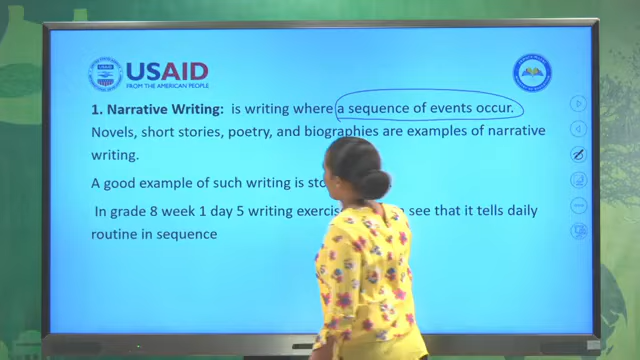 USAID
FROM THE AMERICAN PEOPLE
1. Narrative Writing: is writing where a sequence of events occur.
Novels, short stories, poetry, and biographies are examples of narrative
writing.
A good example of such writing is
In grade 8 week 1 day 5 writing see that it tells daily
routine in sequence